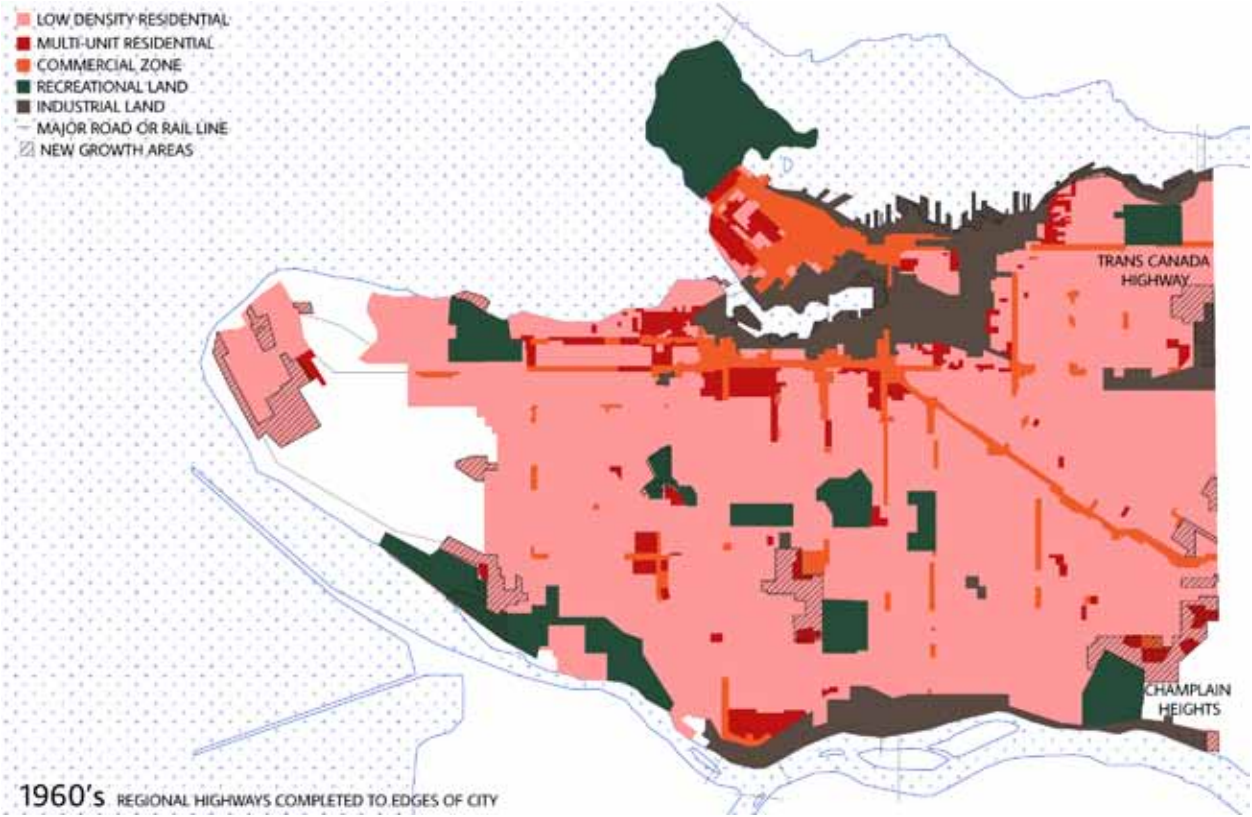 LOW DENSITY RESIDENTIAL
MULTI-UNIT RESIDENTIAL
COMMERCIAL ZONE
RECREATIONAL LAND
INDUSTRIAL LAND
MAJOR ROAD OR RAIL LINE
NEW GROWTH AREAS
TRANS CANADA
HIGHWAY
CHAMPLAIN
HEIGHTS
1960's REGIONAL HIGHWAYS COMPLETED TO EDGES OF CITY